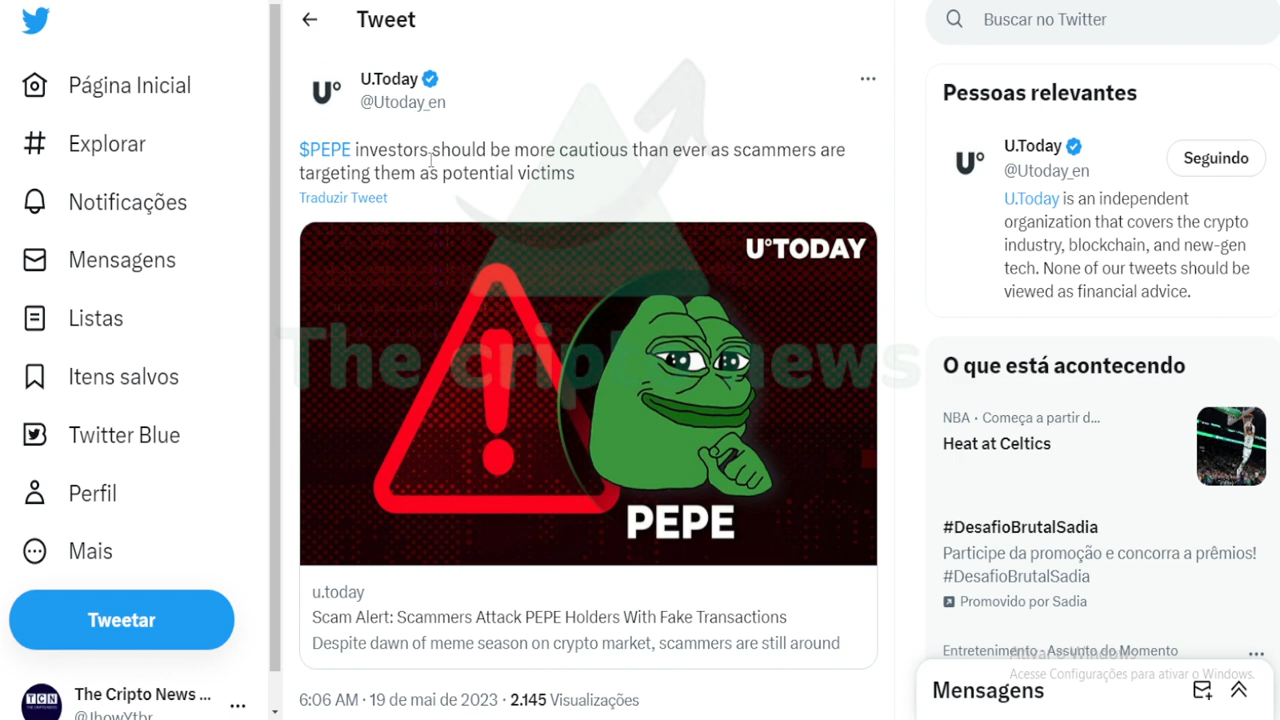 Página Inicial
Explorar
Notificações
Mensagens
Listas
Itens salvos
Twitter Blue
Perfil
Mais
Tweetar
TCN
The Cripto News ...
@JhowYtbr
Tweet
U.Today
@Utoday_en
$PEPE investors should be more cautious than ever as scammers are
targeting them as potential victims
Traduzir Tweet
U°TODAY
PEPE
The cripto news
u.today
Scam Alert: Scammers Attack PEPE Holders With Fake Transactions
Despite dawn of meme season on crypto market, scammers are still around
6:06 AM · 19 de mai de 2023 · 2.145 Visualizações
Buscar no Twitter
Pessoas relevantes
U.Today
@Utoday_en
Seguindo
U.Today is an independent
organization that covers the crypto
industry, blockchain, and new-gen
tech. None of our tweets should be
viewed as financial advice.
O que está acontecendo
NBA · Começa a partir d...
Heat at Celtics
#DesafioBrutalSadia
Participe da promoção e concorra a prêmios!
#DesafioBrutalSadia
Promovido por Sadia
Entretenimento · Assunto do Momento
Ativar o Windows
Acesse Configurações para ativar o Windows.
Mensagens